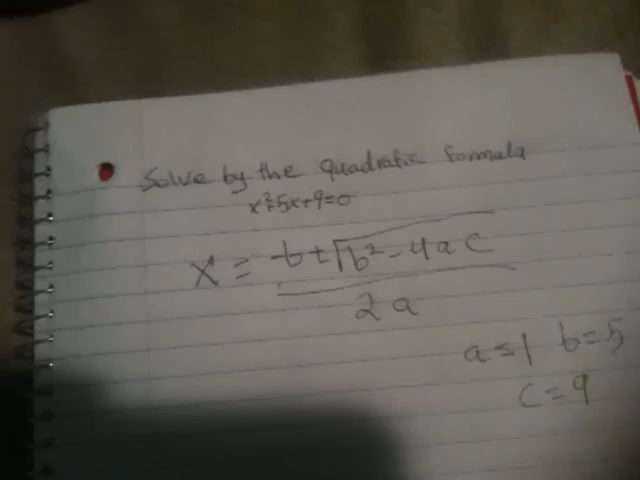 Solve by the quadratic formula
x²+5x+9=0
x = -b±√b²-4ac
2a
a=1 b=5
c=9